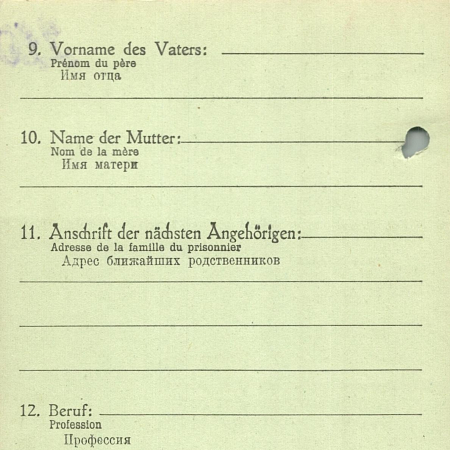 9. Vorname des Vaters:
Prénom du père
Имя отца
10. Name der Mutter:
Nom de la mère
Имя матери
11. Anschrift der nächsten Angehörigen:
Adresse de la famille du prisonnier
Адрес ближайших родственников
12. Beruf:
Profession
Профессия